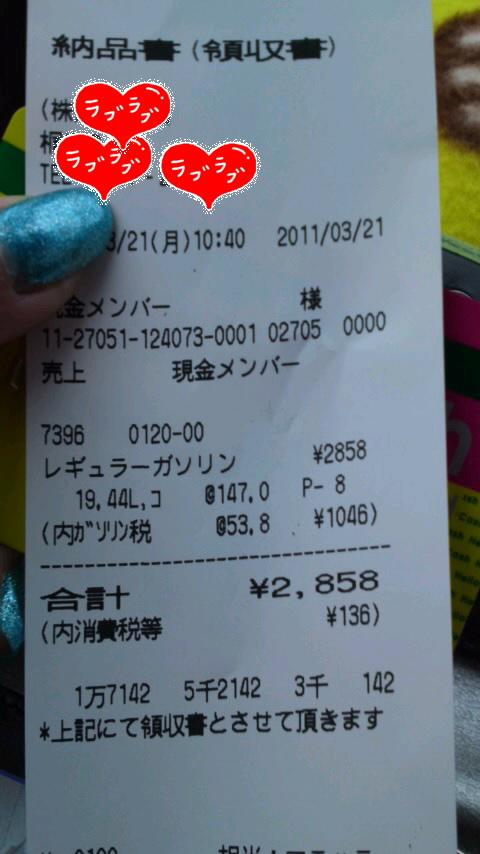 納品書(領収書)
(株
ラブラブ
ラブラブ
ラブラブ
TEL
3/21(月)10:40 2011/03/21
金メンバー 様
11-27051-124073-0001 02705 0000
売上 現金メンバー
7396 0120-00
レギュラーガソリン ¥2858
19.44L,コ @147.0 P- 8
(内ガソリン税 @53.8 ¥1046)
合計 ¥2,858
(内消費税等 ¥136)
1万7142 5千2142 3千 142
*上記にて領収書とさせて頂きます